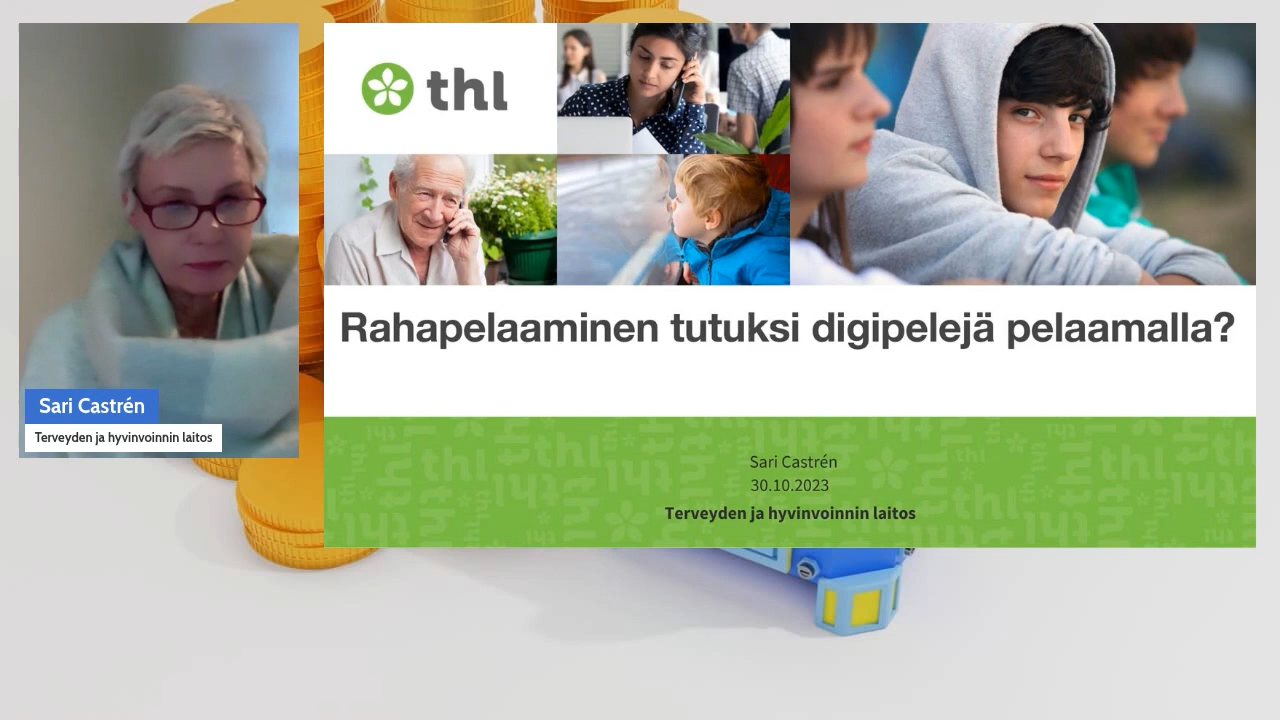 thl
Rahapelaaminen tutuksi digipelejä pelaamalla?
Sari Castrén
Terveyden ja hyvinvoinnin laitos
Sari Castrén
30.10.2023
Terveyden ja hyvinvoinnin laitos